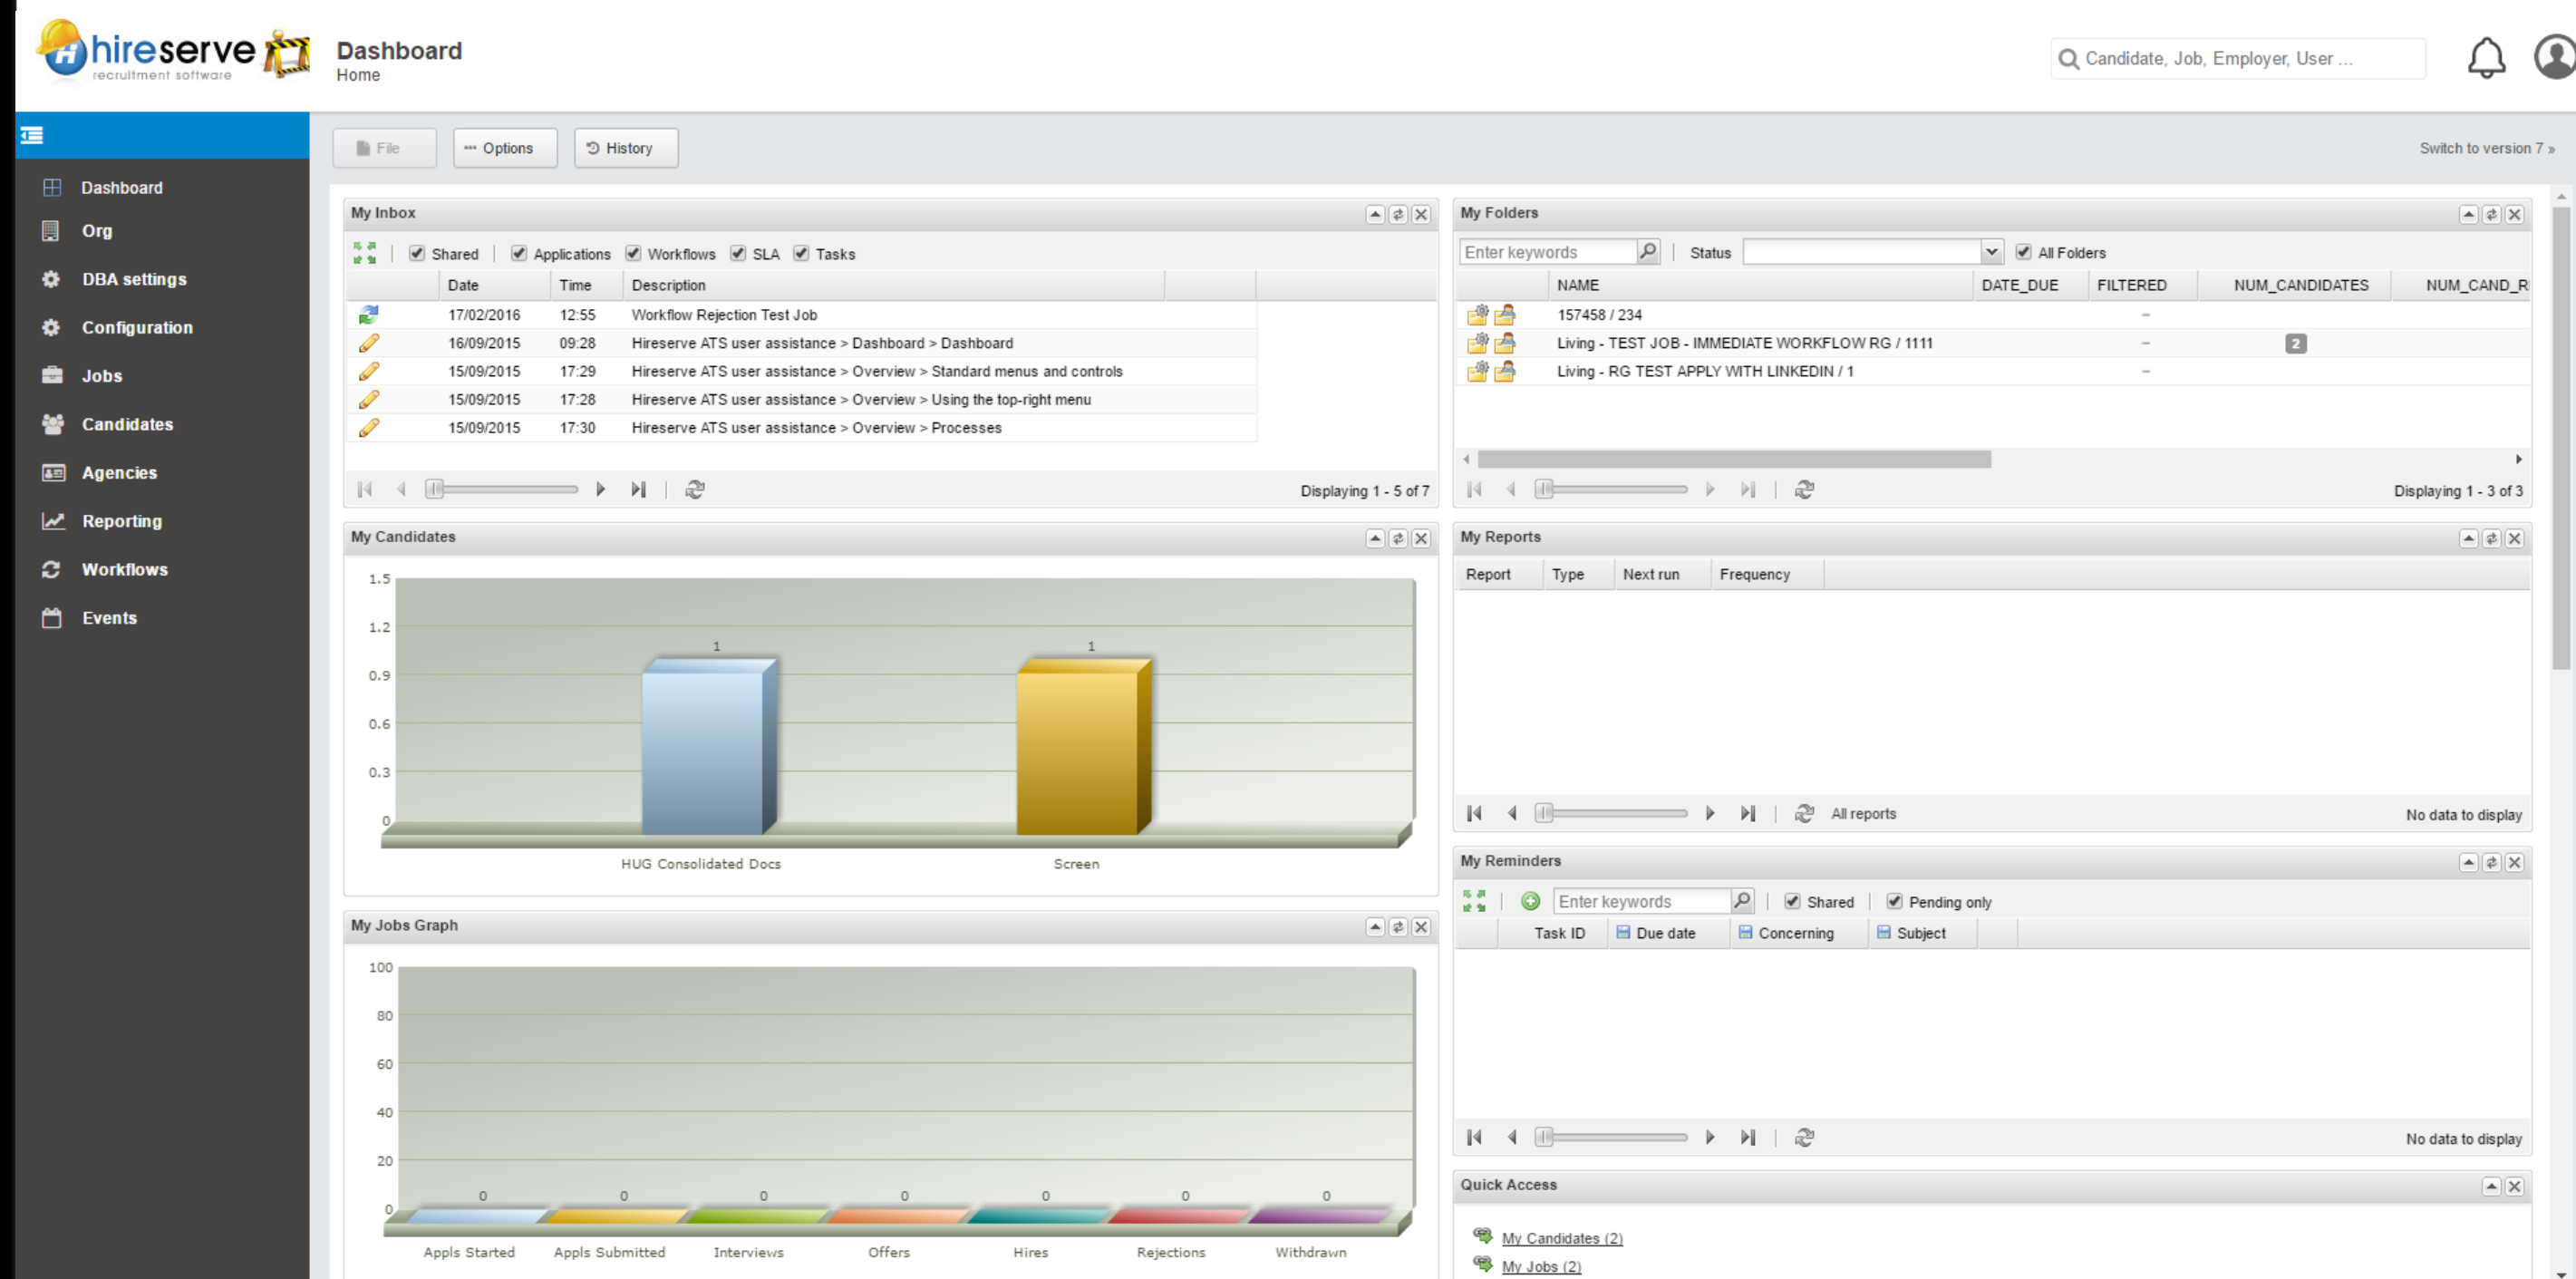 hireserve
recruitment software
Dashboard
Home
Candidate, Job, Employer, User ...
File
Options
History
Switch to version 7 »
Dashboard
Org
DBA settings
Configuration
Jobs
Candidates
Agencies
Reporting
Workflows
Events
My Inbox
Shared Applications Workflows SLA Tasks
Date Time Description
17/02/2016 12:55 Workflow Rejection Test Job
16/09/2015 09:28 Hireserve ATS user assistance > Dashboard > Dashboard
15/09/2015 17:29 Hireserve ATS user assistance > Overview > Standard menus and controls
15/09/2015 17:28 Hireserve ATS user assistance > Overview > Using the top-right menu
15/09/2015 17:30 Hireserve ATS user assistance > Overview > Processes
Displaying 1 - 5 of 7
My Candidates
1.5
1.2
0.9
0.6
0.3
0
1 1
HUG Consolidated Docs Screen
My Jobs Graph
100
80
60
40
20
0
0 0 0 0 0 0 0
Appls Started Appls Submitted Interviews Offers Hires Rejections Withdrawn
My Folders
Enter keywords Status All Folders
NAME DATE_DUE FILTERED NUM_CANDIDATES NUM_CAND_R
157458 / 234 –
Living - TEST JOB - IMMEDIATE WORKFLOW RG / 1111 – 2
Living - RG TEST APPLY WITH LINKEDIN / 1 –
Displaying 1 - 3 of 3
My Reports
Report Type Next run Frequency
All reports No data to display
My Reminders
Enter keywords Shared Pending only
Task ID Due date Concerning Subject
No data to display
Quick Access
My Candidates (2)
My Jobs (2)